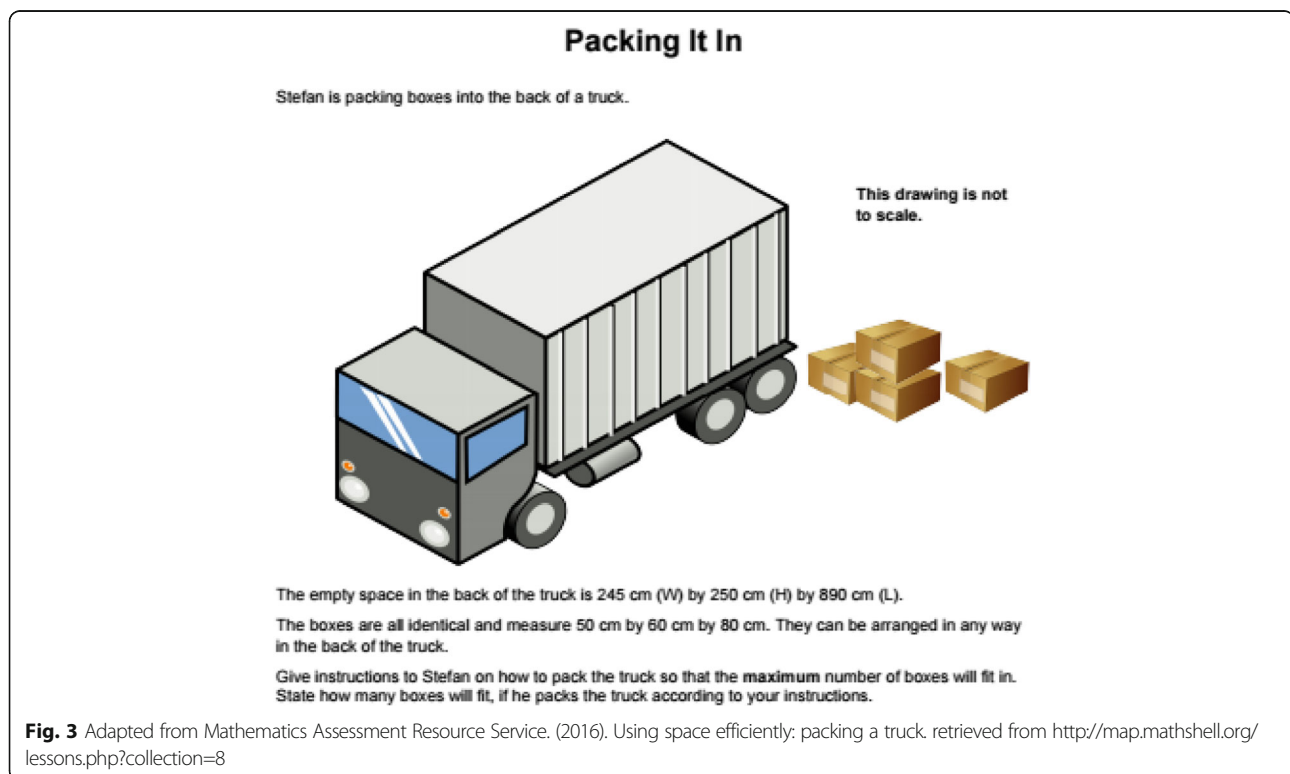 Packing It In
Stefan is packing boxes into the back of a truck.
This drawing is not
to scale.
The empty space in the back of the truck is 245 cm (W) by 250 cm (H) by 890 cm (L).
The boxes are all identical and measure 50 cm by 60 cm by 80 cm. They can be arranged in any way
in the back of the truck.
Give instructions to Stefan on how to pack the truck so that the maximum number of boxes will fit in.
State how many boxes will fit, if he packs the truck according to your instructions.
Fig. 3 Adapted from Mathematics Assessment Resource Service. (2016). Using space efficiently: packing a truck. retrieved from http://map.mathshell.org/
lessons.php?collection=8